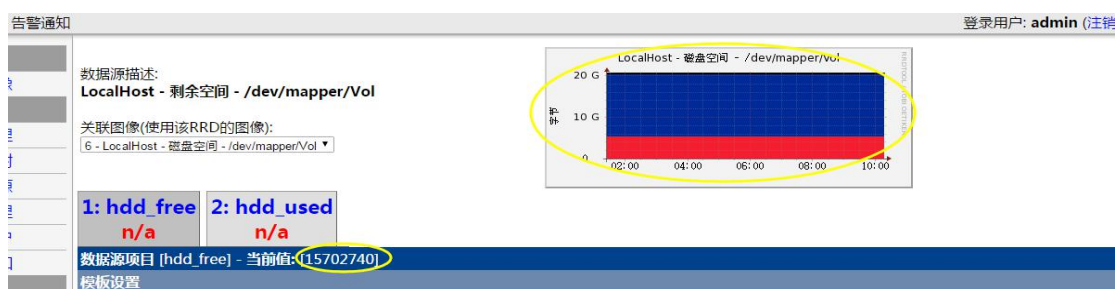 告警通知
登录用户: admin (注销
数据源描述:
LocalHost - 剩余空间 - /dev/mapper/Vol
关联图像(使用该RRD的图像):
6 - LocalHost - 磁盘空间 - /dev/mapper/Vol
LocalHost - 磁盘空间 - /dev/mapper/Vol
20 G
10 G
0
字节
02:00 04:00 06:00 08:00 10:00
1: hdd_free
n/a
2: hdd_used
n/a
数据源项目 [hdd_free] - 当前值: [15702740]
模板设置